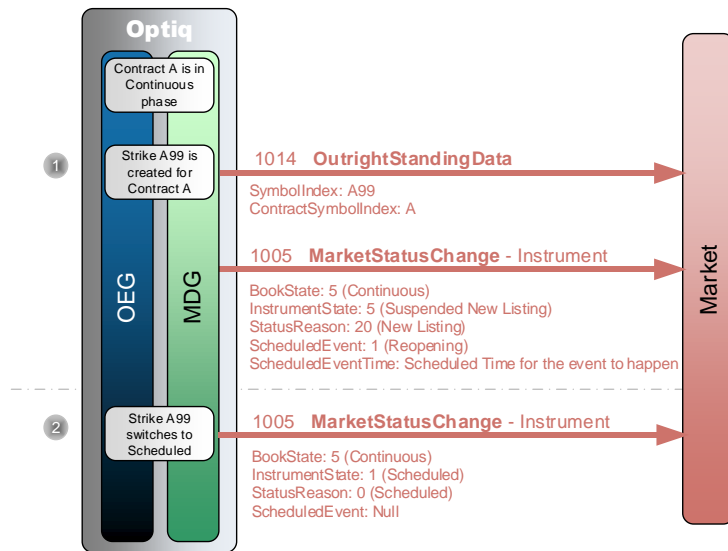 Optiq
Contract A is in
Continuous
phase
1
Strike A99 is
created for
Contract A
1014 OutrightStandingData
SymbolIndex: A99
ContractSymbolIndex: A
1005 MarketStatusChange - Instrument
BookState: 5 (Continuous)
InstrumentState: 5 (Suspended New Listing)
StatusReason: 20 (New Listing)
ScheduledEvent: 1 (Reopening)
ScheduledEventTime: Scheduled Time for the event to happen
OEG
MDG
Market
2
Strike A99
switches to
Scheduled
1005 MarketStatusChange - Instrument
BookState: 5 (Continuous)
InstrumentState: 1 (Scheduled)
StatusReason: 0 (Scheduled)
ScheduledEvent: Null